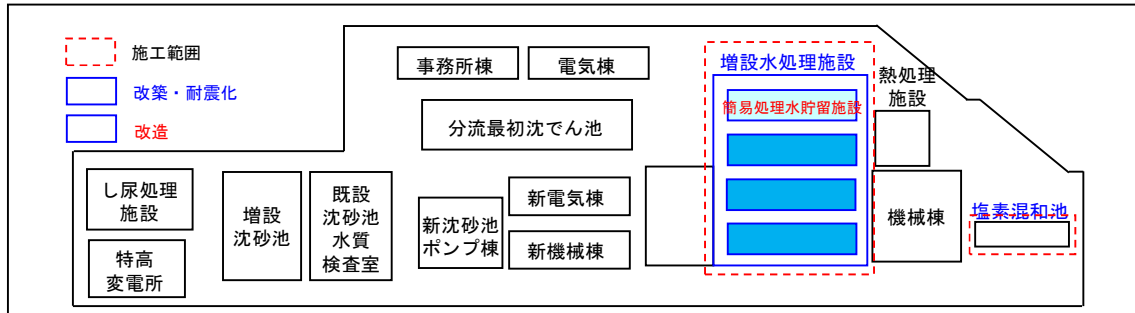 施工範囲
改築・耐震化
改造
事務所棟
電気棟
分流最初沈でん池
増設水処理施設
簡易処理水貯留施設
熱処理
施設
し尿処理
施設
特高
変電所
増設
沈砂池
既設
沈砂池
水質
検査室
新沈砂池
ポンプ棟
新電気棟
新機械棟
機械棟
塩素混和池